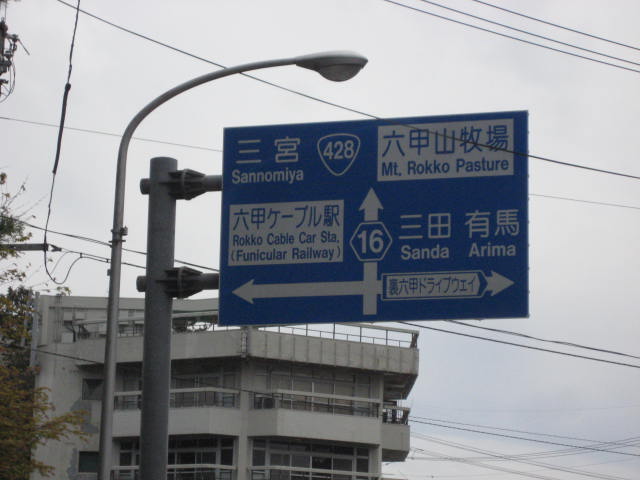 三宮 428
Sannomiya
六甲山牧場
Mt. Rokko Pasture
六甲ケーブル駅
Rokko Cable Car Sta.
(Funicular Railway)
16
三田 有馬
Sanda Arima
裏六甲ドライブウェイ